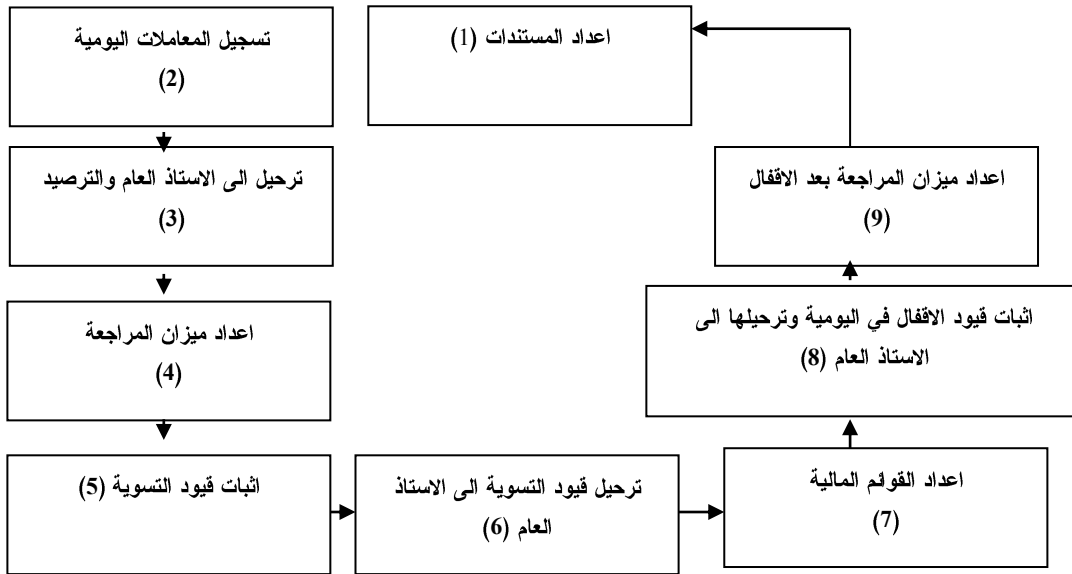 اعداد المستندات (1)
تسجيل المعاملات اليومية
(2)
ترحيل الى الاستاذ العام والترصيد
(3)
اعداد ميزان المراجعة
(4)
اثبات قيود التسوية (5)
ترحيل قيود التسوية الى الاستاذ
العام (6)
اعداد القوائم المالية
(7)
اثبات قيود الاقفال في اليومية وترحيلها الى
الاستاذ العام (8)
اعداد ميزان المراجعة بعد الاقفال
(9)